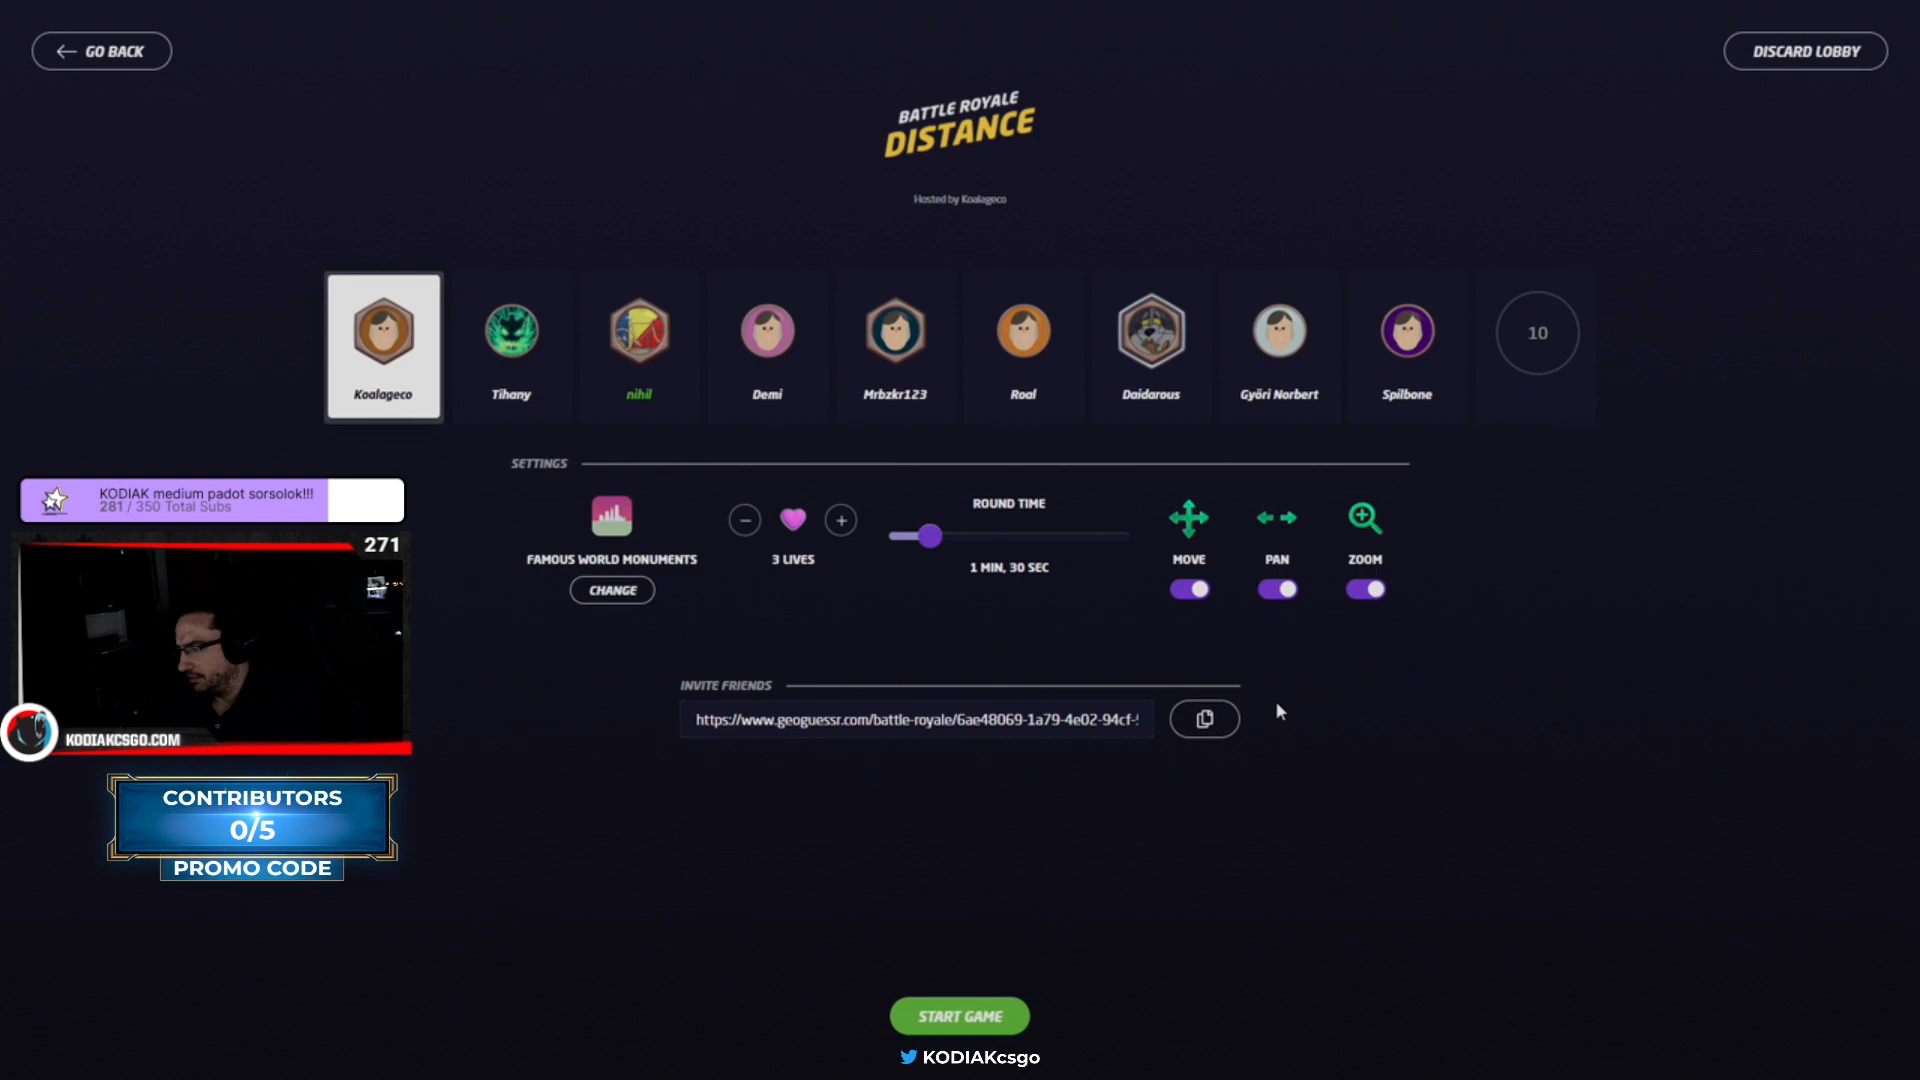 GO BACK
DISCARD LOBBY
BATTLE ROYALE
DISTANCE
Hosted by Koalageco
Koalageco
Tihany
nihil
Demi
Mrbzkr123
Roal
Daidarous
Győri Norbert
Spilbone
10
SETTINGS
FAMOUS WORLD MONUMENTS
CHANGE
3 LIVES
ROUND TIME
1 MIN, 30 SEC
MOVE
PAN
ZOOM
KODIAK medium padot sorsolok!!!
281 / 350 Total Subs
271
KODIAKCSGO.COM
INVITE FRIENDS
https://www.geoguessr.com/battle-royale/6ae48069-1a79-4e02-94cf-
CONTRIBUTORS
0/5
PROMO CODE
START GAME
KODIAKcsgo